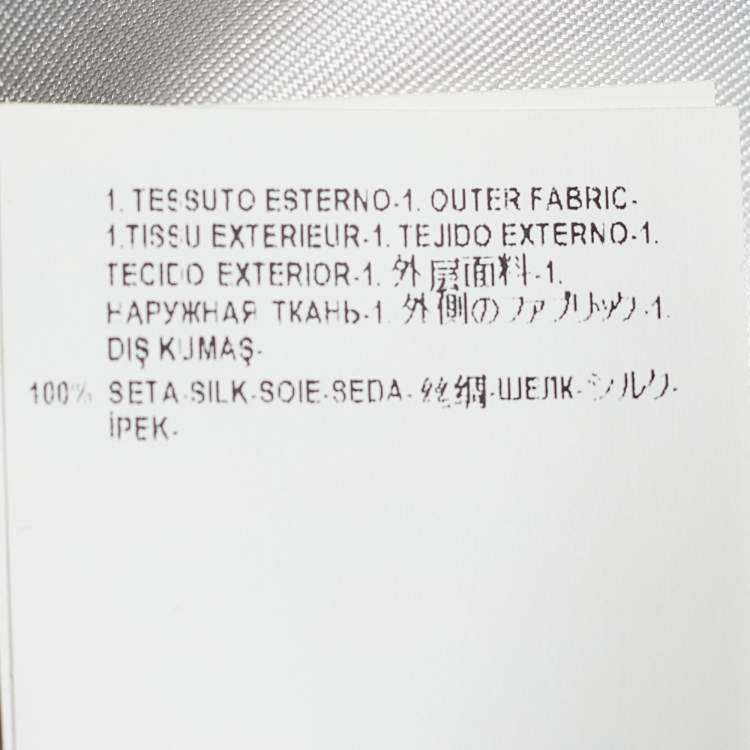 1. TESSUTO ESTERNO-1. OUTER FABRIC-
1.TISSU EXTERIEUR-1. TEJIDO EXTERNO-1.
TECIDO EXTERIOR-1. 外层面料-1.
НАРУЖНАЯ ТКАНЬ-1. 外側のファブリック-1.
DIŞ KUMAŞ-
100% SETA-SILK-SOIE-SEDA-丝绸-ШЕЛК-シルク-
İPEK-